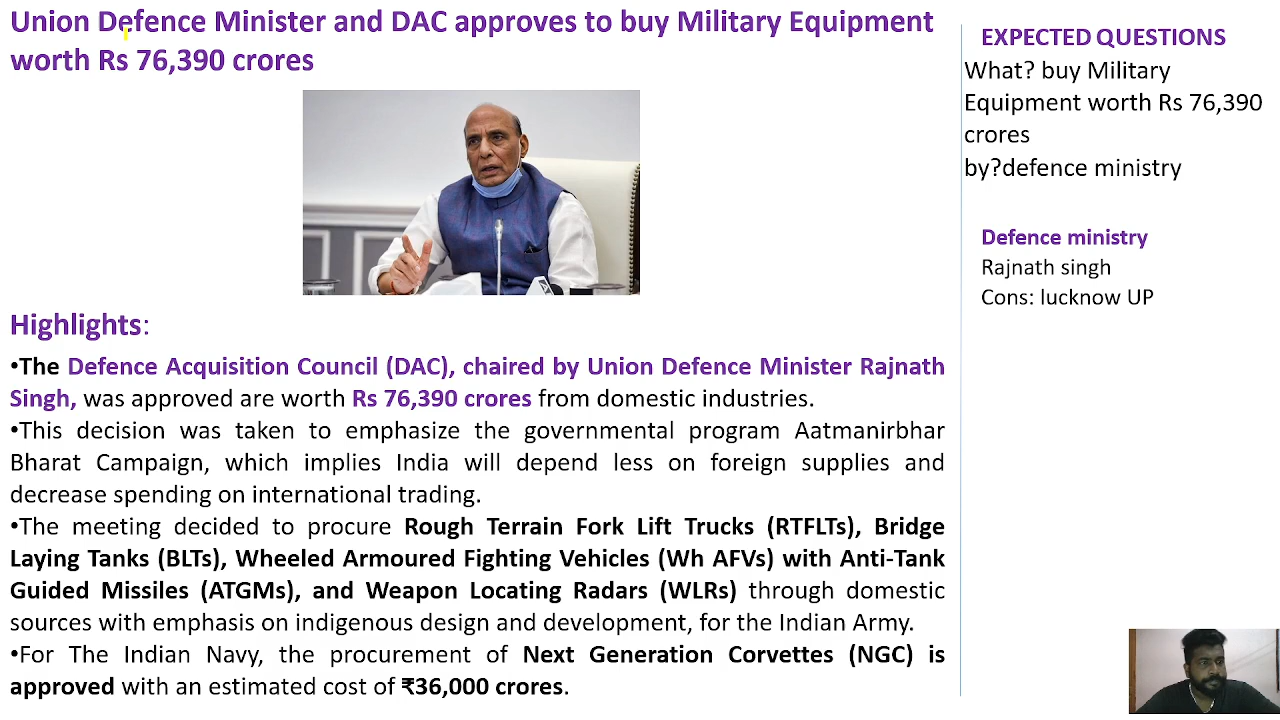 Union Defence Minister and DAC approves to buy Military Equipment
worth Rs 76,390 crores
Highlights:
•The Defence Acquisition Council (DAC), chaired by Union Defence Minister Rajnath
Singh, was approved are worth Rs 76,390 crores from domestic industries.
•This decision was taken to emphasize the governmental program Aatmanirbhar
Bharat Campaign, which implies India will depend less on foreign supplies and
decrease spending on international trading.
•The meeting decided to procure Rough Terrain Fork Lift Trucks (RTFLTs), Bridge
Laying Tanks (BLTs), Wheeled Armoured Fighting Vehicles (Wh AFVs) with Anti-Tank
Guided Missiles (ATGMs), and Weapon Locating Radars (WLRs) through domestic
sources with emphasis on indigenous design and development, for the Indian Army.
•For The Indian Navy, the procurement of Next Generation Corvettes (NGC) is
approved with an estimated cost of ₹36,000 crores.
EXPECTED QUESTIONS
What? buy Military
Equipment worth Rs 76,390
crores
by?defence ministry
Defence ministry
Rajnath singh
Cons: lucknow UP